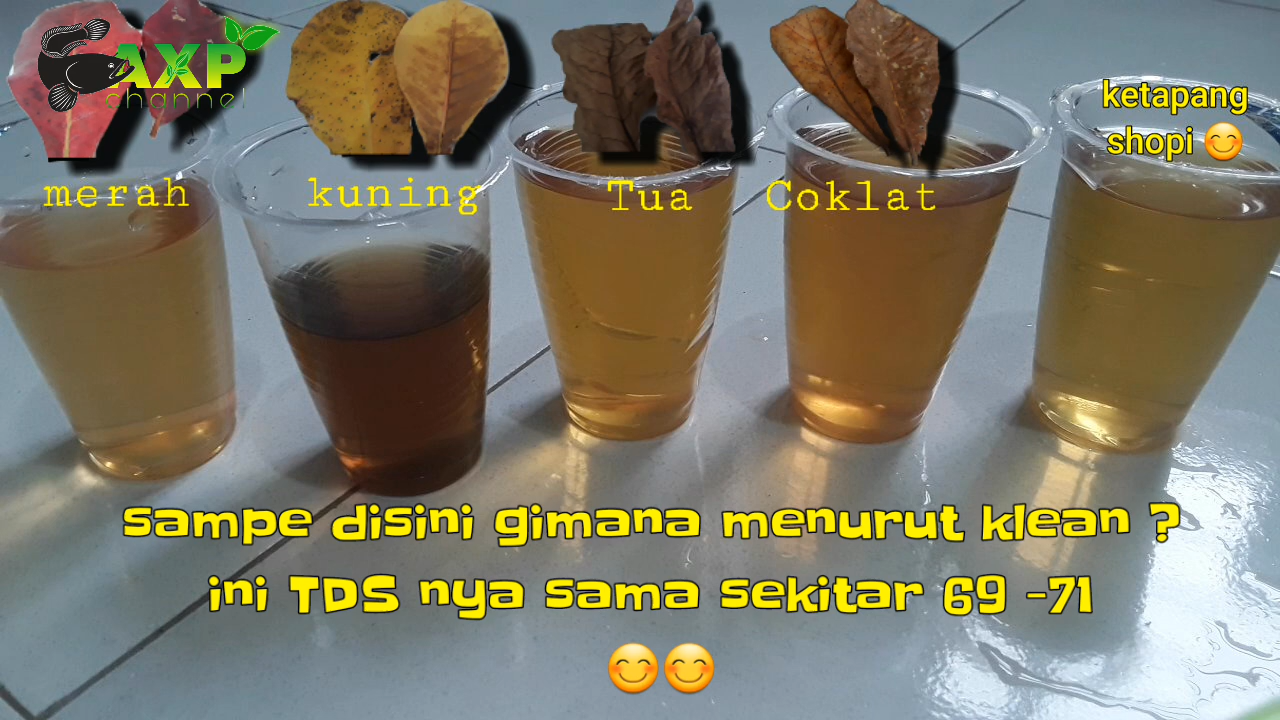 AXP
channel
ketapang
shopi 😊
merah
kuning
Tua
Coklat
sampe disini gimana menurut klean ?
ini TDS nya sama sekitar 69 -71
😊😊